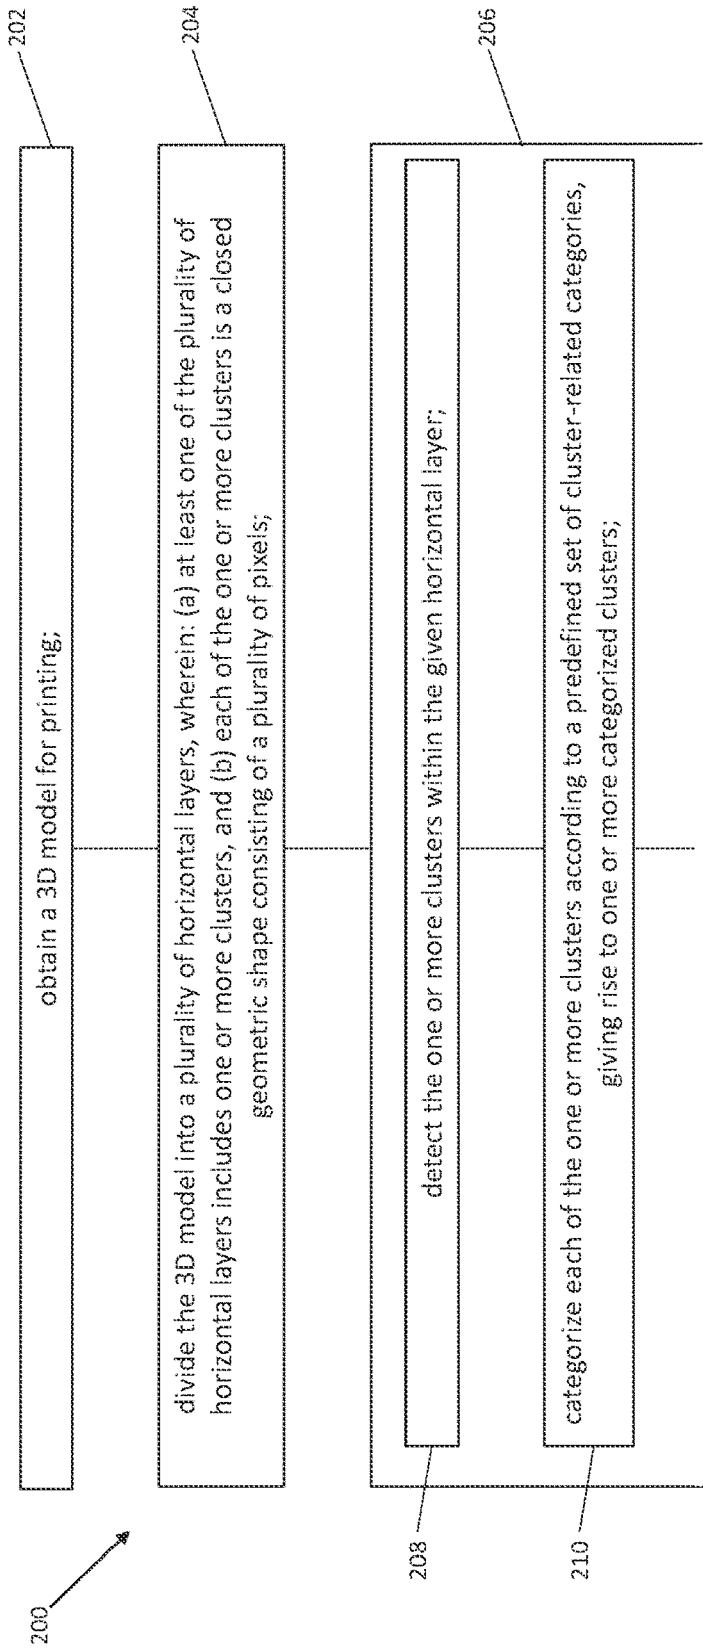 200
202
obtain a 3D model for printing;
204
divide the 3D model into a plurality of horizontal layers, wherein: (a) at least one of the plurality of
horizontal layers includes one or more clusters, and (b) each of the one or more clusters is a closed
geometric shape consisting of a plurality of pixels;
206
208
detect the one or more clusters within the given horizontal layer;
210
categorize each of the one or more clusters according to a predefined set of cluster-related categories,
giving rise to one or more categorized clusters;